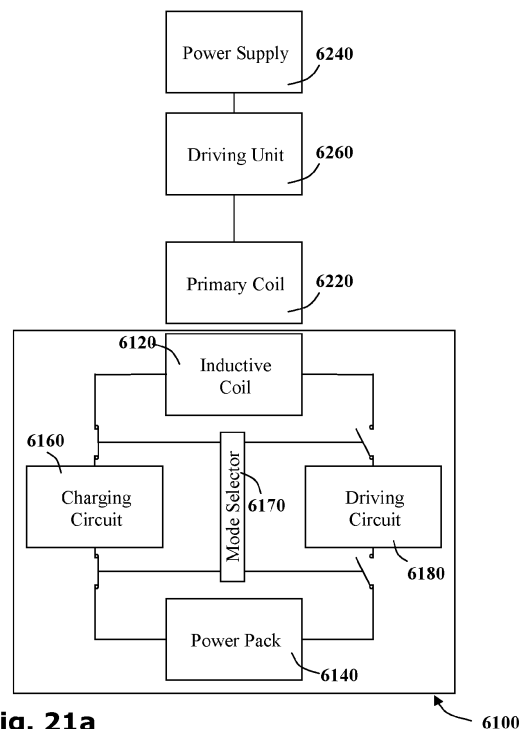 Power Supply
6240
Driving Unit
6260
Primary Coil
6220
6120
Inductive
Coil
6160
Charging
Circuit
Mode Selector
6170
Driving
Circuit
6180
Power Pack
6140
ig. 21a
6100